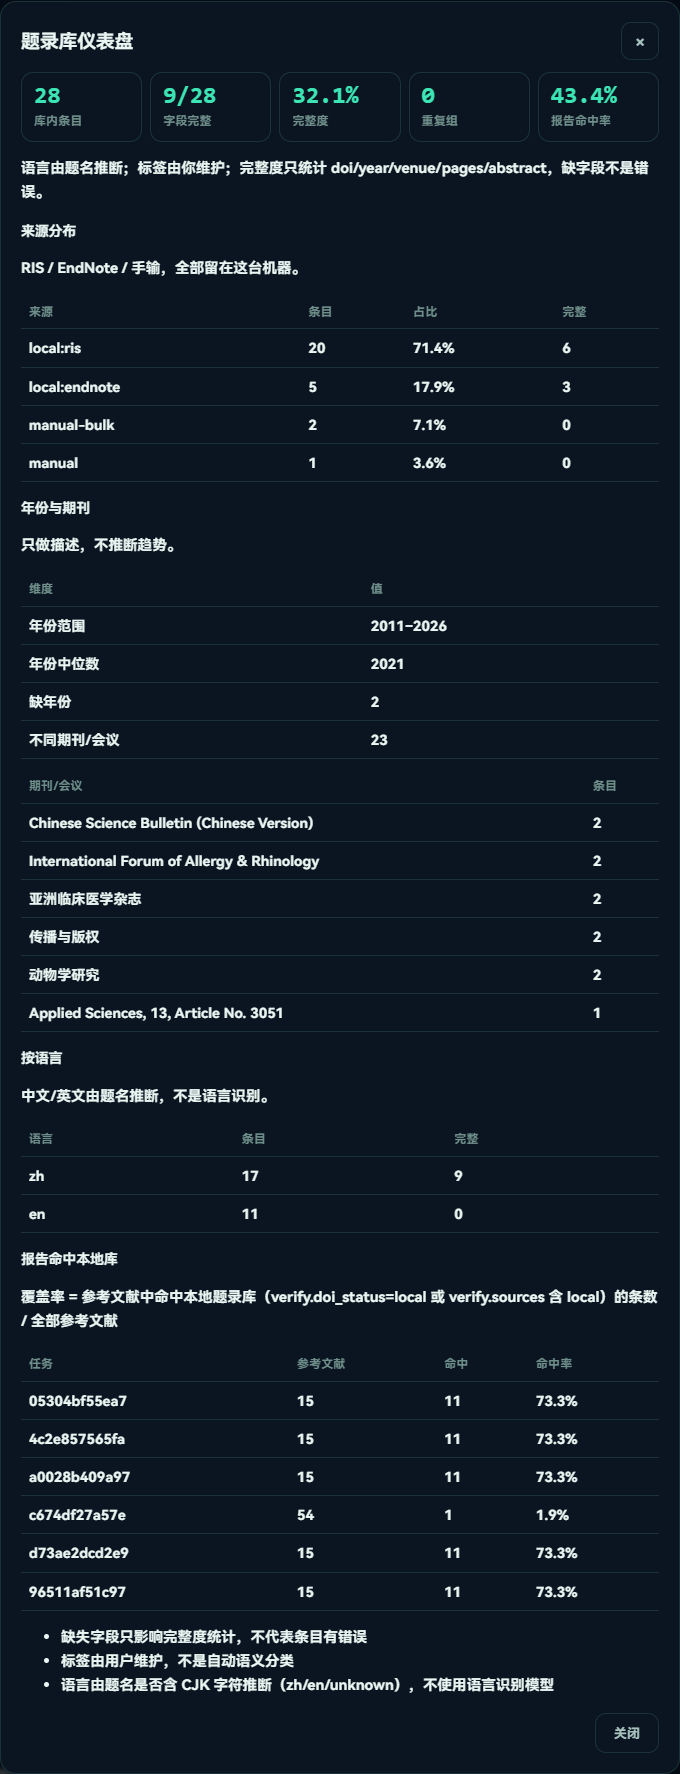 题录库仪表盘
×
28
库内条目
9/28
字段完整
32.1%
完整度
0
重复组
43.4%
报告命中率
语言由题名推断；标签由你维护；完整度只统计 doi/year/venue/pages/abstract，缺字段不是错
误。
来源分布
RIS / EndNote / 手输，全部留在这台机器。
来源 条目 占比 完整
local:ris 20 71.4% 6
local:endnote 5 17.9% 3
manual-bulk 2 7.1% 0
manual 1 3.6% 0
年份与期刊
只做描述，不推断趋势。
维度 值
年份范围 2011–2026
年份中位数 2021
缺年份 2
不同期刊/会议 23
期刊/会议 条目
Chinese Science Bulletin (Chinese Version) 2
International Forum of Allergy & Rhinology 2
亚洲临床医学杂志 2
传播与版权 2
动物学研究 2
Applied Sciences, 13, Article No. 3051 1
按语言
中文/英文由题名推断，不是语言识别。
语言 条目 完整
zh 17 9
en 11 0
报告命中本地库
覆盖率 = 参考文献中命中本地题录库（verify.doi_status=local 或 verify.sources 含 local）的条数
/ 全部参考文献
任务 参考文献 命中 命中率
05304bf55ea7 15 11 73.3%
4c2e857565fa 15 11 73.3%
a0028b409a97 15 11 73.3%
c674df27a57e 54 1 1.9%
d73ae2dcd2e9 15 11 73.3%
96511af51c97 15 11 73.3%
• 缺失字段只影响完整度统计，不代表条目有错误
• 标签由用户维护，不是自动语义分类
• 语言由题名是否含 CJK 字符推断（zh/en/unknown），不使用语言识别模型
关闭